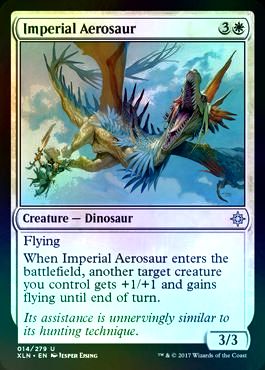 Imperial Aerosaur 3
Creature — Dinosaur
Flying
When Imperial Aerosaur enters the
battlefield, another target creature
you control gets +1/+1 and gains
flying until end of turn.
Its assistance is unnervingly similar to
its hunting technique.
3/3
014/279 U
XLN • EN Jesper Ejsing
™ & © 2017 Wizards of the Coast